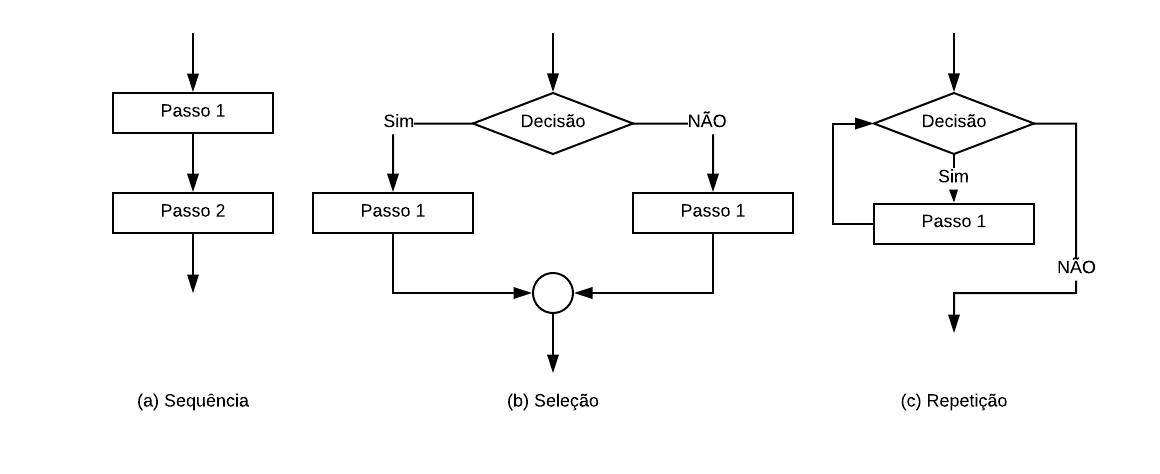 Passo 1
Passo 2
(a) Sequência
Decisão
Sim
NÃO
Passo 1
Passo 1
(b) Seleção
Decisão
Sim
Passo 1
NÃO
(c) Repetição